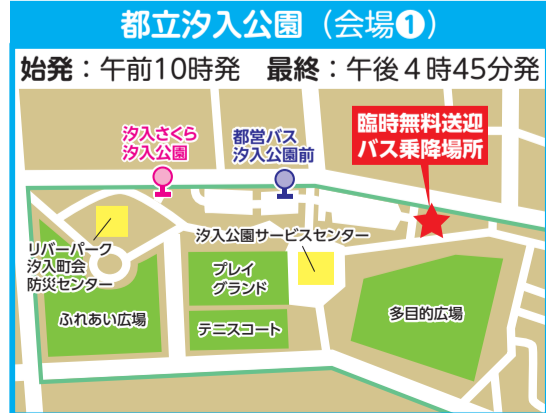 都立汐入公園（会場❶）
始発：午前10時発　最終：午後４時45分発
汐入さくら
汐入公園
都営バス
汐入公園前
臨時無料送迎
バス乗降場所
リバーパーク
汐入町会
防災センター
汐入公園サービスセンター
プレイ
グランド
ふれあい広場
テニスコート
多目的広場